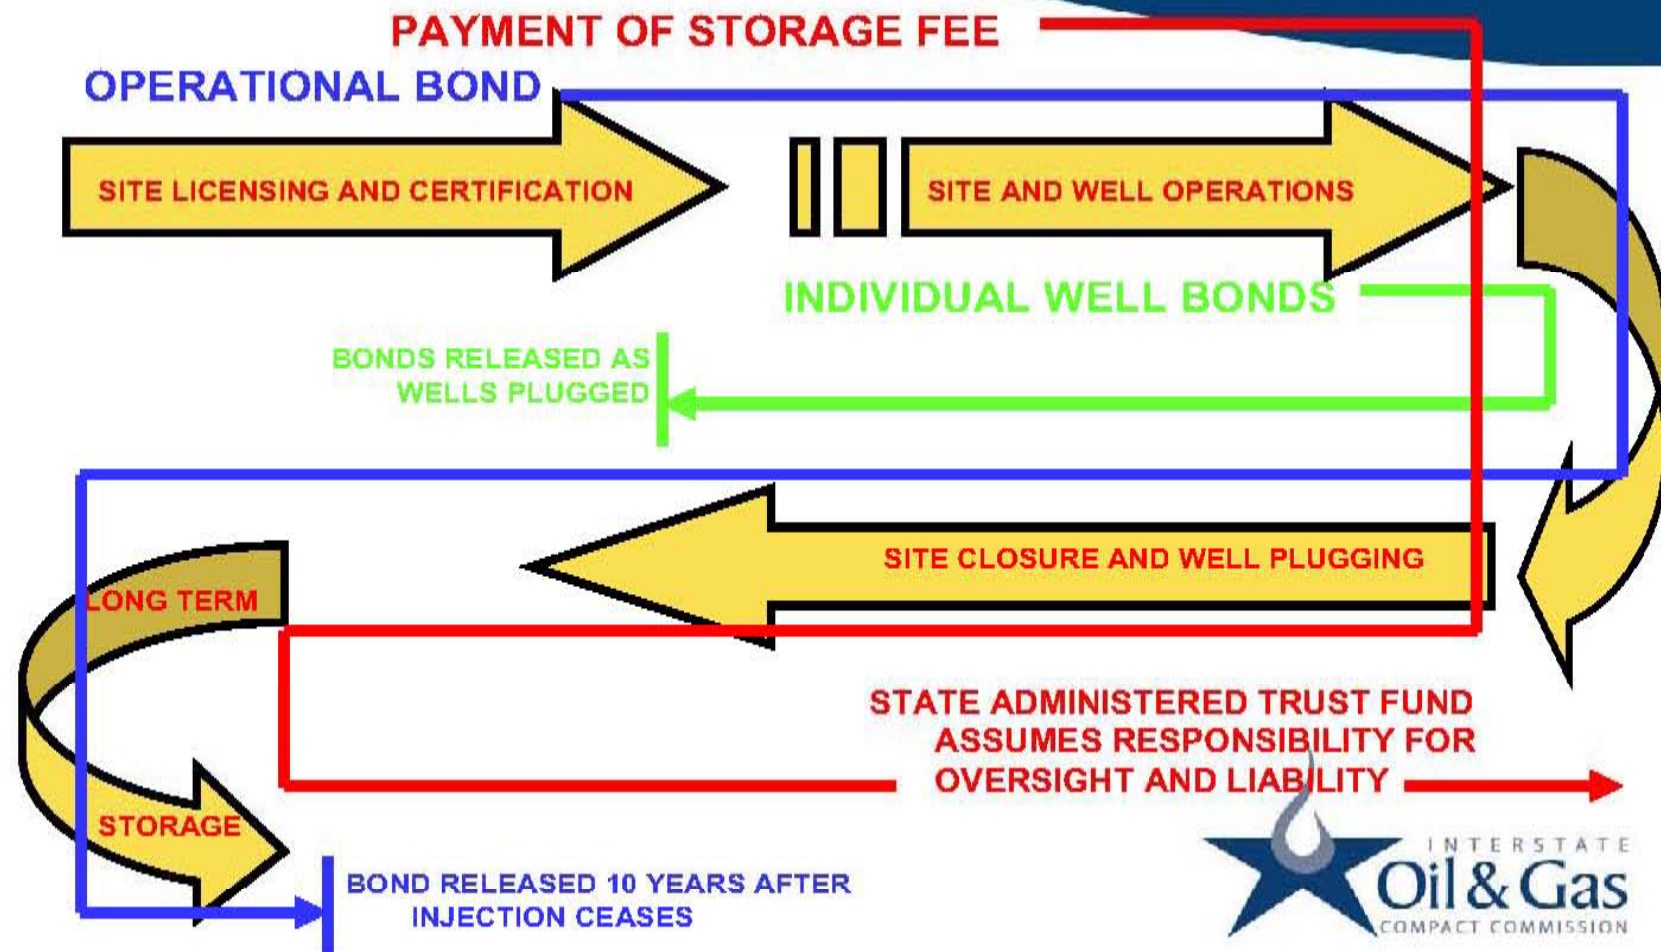 PAYMENT OF STORAGE FEE
OPERATIONAL BOND
SITE LICENSING AND CERTIFICATION
SITE AND WELL OPERATIONS
INDIVIDUAL WELL BONDS
BONDS RELEASED AS
WELLS PLUGGED
SITE CLOSURE AND WELL PLUGGING
LONG TERM
STATE ADMINISTERED TRUST FUND
ASSUMES RESPONSIBILITY FOR
OVERSIGHT AND LIABILITY
STORAGE
BOND RELEASED 10 YEARS AFTER
INJECTION CEASES
INTERSTATE
Oil & Gas
COMPACT COMMISSION